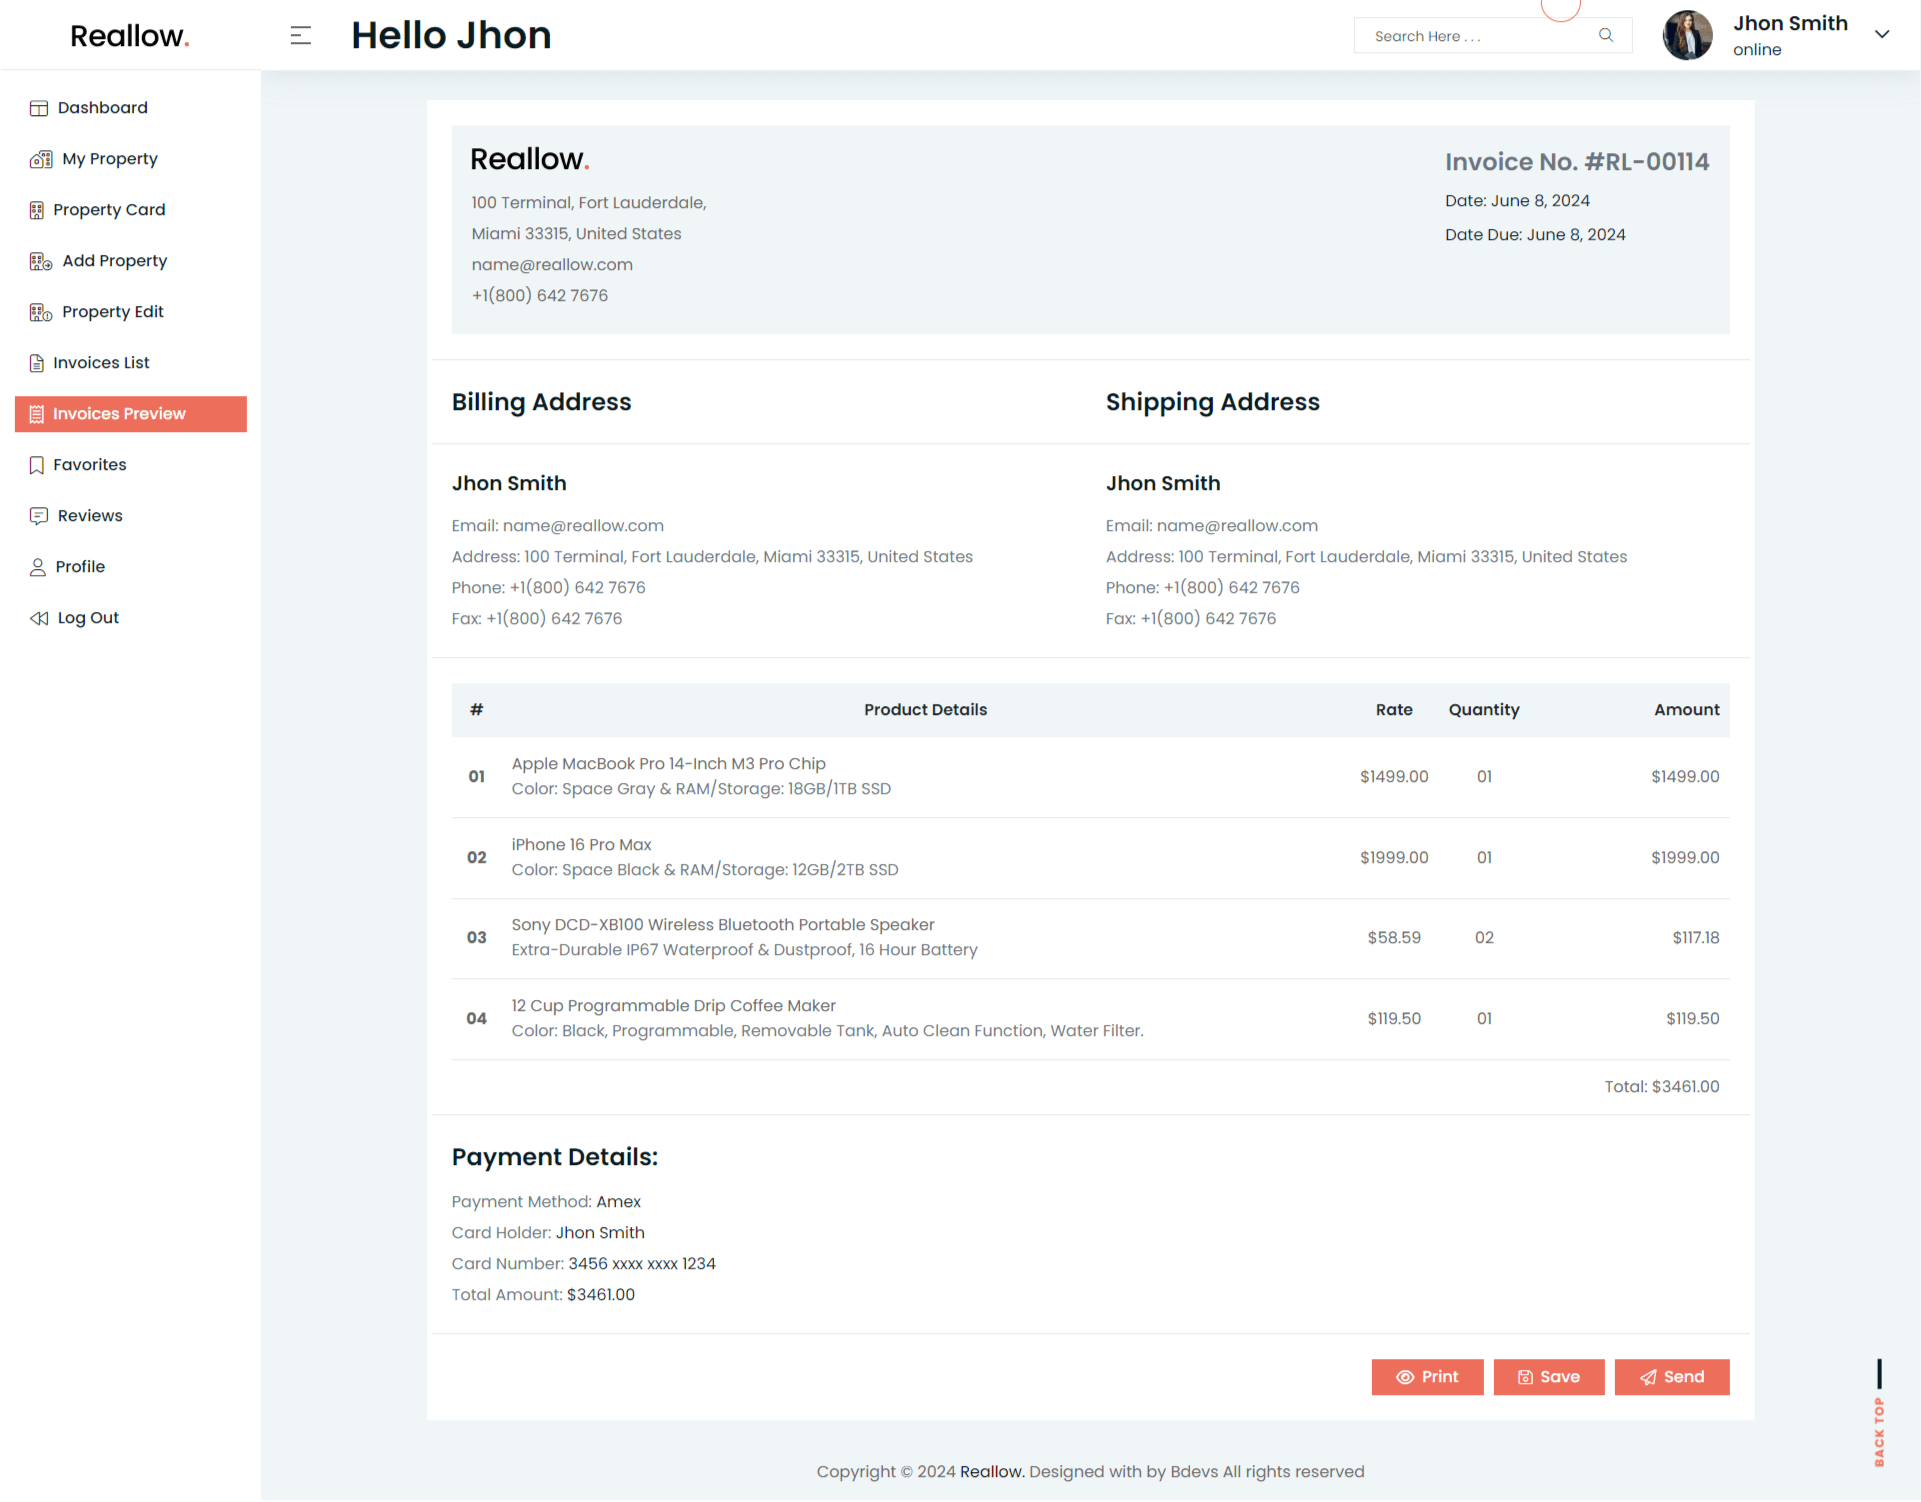 Reallow.
Hello Jhon
Search Here . . .
Jhon Smith
online
Dashboard
My Property
Property Card
Add Property
Property Edit
Invoices List
Invoices Preview
Favorites
Reviews
Profile
Log Out
Reallow.
100 Terminal, Fort Lauderdale,
Miami 33315, United States
name@reallow.com
+1(800) 642 7676
Invoice No. #RL-00114
Date: June 8, 2024
Date Due: June 8, 2024
Billing Address
Shipping Address
Jhon Smith
Email: name@reallow.com
Address: 100 Terminal, Fort Lauderdale, Miami 33315, United States
Phone: +1(800) 642 7676
Fax: +1(800) 642 7676
Jhon Smith
Email: name@reallow.com
Address: 100 Terminal, Fort Lauderdale, Miami 33315, United States
Phone: +1(800) 642 7676
Fax: +1(800) 642 7676
# Product Details Rate Quantity Amount
01 Apple MacBook Pro 14-Inch M3 Pro Chip $1499.00 01 $1499.00
Color: Space Gray & RAM/Storage: 18GB/1TB SSD
02 iPhone 16 Pro Max $1999.00 01 $1999.00
Color: Space Black & RAM/Storage: 12GB/2TB SSD
03 Sony DCD-XB100 Wireless Bluetooth Portable Speaker $58.59 02 $117.18
Extra-Durable IP67 Waterproof & Dustproof, 16 Hour Battery
04 12 Cup Programmable Drip Coffee Maker $119.50 01 $119.50
Color: Black, Programmable, Removable Tank, Auto Clean Function, Water Filter.
Total: $3461.00
Payment Details:
Payment Method: Amex
Card Holder: Jhon Smith
Card Number: 3456 xxxx xxxx 1234
Total Amount: $3461.00
Print
Save
Send
BACK TOP
Copyright © 2024 Reallow. Designed with by Bdevs All rights reserved